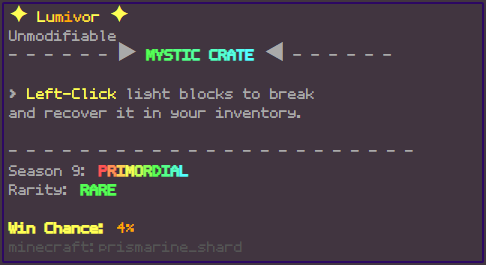 ✦ Lumivor ✦
Unmodifiable
- - - - - - ▶ MYSTIC CRATE ◀ - - - - - -
> Left-Click light blocks to break
and recover it in your inventory.
- - - - - - - - - - - - - - - - - - - - - - - -
Season 9: PRIMORDIAL
Rarity: RARE
Win Chance: 4%
minecraft:prismarine_shard